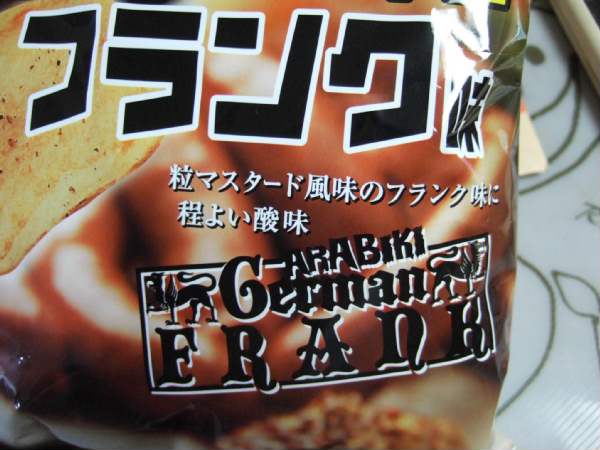 フランク味
粒マスタード風味のフランク味に
程よい酸味
ARABIKI
German
FRANK